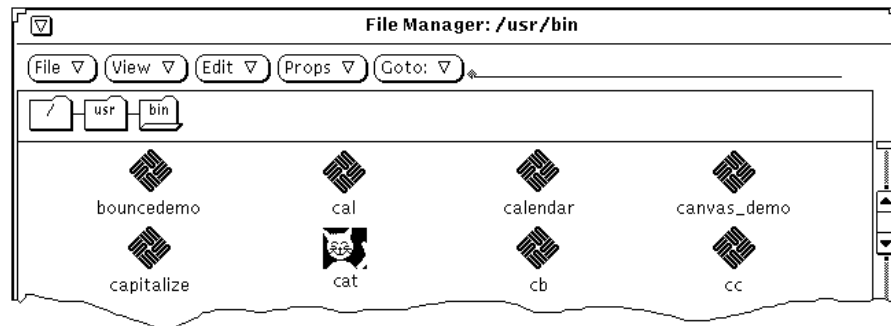 File Manager: /usr/bin
File View Edit Props Goto:
/ usr bin
bouncedemo cal calendar canvas_demo
capitalize cat cb cc